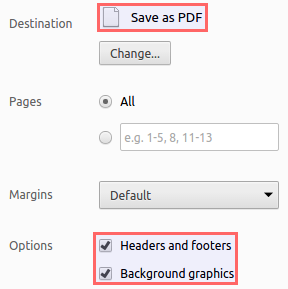 Destination
Save as PDF
Change...
Pages
All
e.g. 1-5, 8, 11-13
Margins
Default
Options
Headers and footers
Background graphics